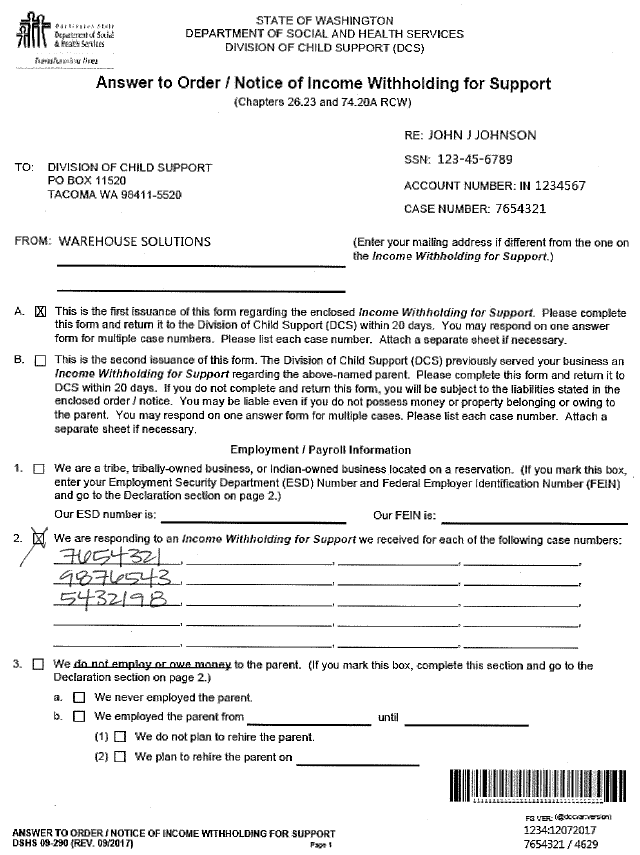 Washington State
Department of Social
& Health Services
Transforming lives
STATE OF WASHINGTON
DEPARTMENT OF SOCIAL AND HEALTH SERVICES
DIVISION OF CHILD SUPPORT (DCS)
Answer to Order / Notice of Income Withholding for Support
(Chapters 26.23 and 74.20A RCW)
RE: JOHN J JOHNSON
SSN: 123-45-6789
ACCOUNT NUMBER: IN 1234567
CASE NUMBER: 7654321
TO: DIVISION OF CHILD SUPPORT
PO BOX 11520
TACOMA WA 98411-5520
FROM: WAREHOUSE SOLUTIONS
(Enter your mailing address if different from the one on
the Income Withholding for Support.)
A. X This is the first issuance of this form regarding the enclosed Income Withholding for Support. Please complete
this form and return it to the Division of Child Support (DCS) within 20 days. You may respond on one answer
form for multiple case numbers. Please list each case number. Attach a separate sheet if necessary.
B. This is the second issuance of this form. The Division of Child Support (DCS) previously served your business an
Income Withholding for Support regarding the above-named parent. Please complete this form and return it to
DCS within 20 days. If you do not complete and return this form, you will be subject to the liabilities stated in the
enclosed order / notice. You may be liable even if you do not possess money or property belonging or owing to
the parent. You may respond on one answer form for multiple cases. Please list each case number. Attach a
separate sheet if necessary.
Employment / Payroll Information
1. We are a tribe, tribally-owned business, or Indian-owned business located on a reservation. (If you mark this box,
enter your Employment Security Department (ESD) Number and Federal Employer Identification Number (FEIN)
and go to the Declaration section on page 2.)
Our ESD number is: Our FEIN is:
2. X We are responding to an Income Withholding for Support we received for each of the following case numbers:
7654321, , ,
9876543, , ,
5432198, , ,
3. We do not employ or owe money to the parent. (If you mark this box, complete this section and go to the
Declaration section on page 2.)
a. We never employed the parent.
b. We employed the parent from until
(1) We do not plan to rehire the parent.
(2) We plan to rehire the parent on
FG VER: (@docvar:version)
1234:12072017
7654321 / 4629
ANSWER TO ORDER / NOTICE OF INCOME WITHHOLDING FOR SUPPORT
DSHS 09-290 (REV. 09/2017)
Page 1